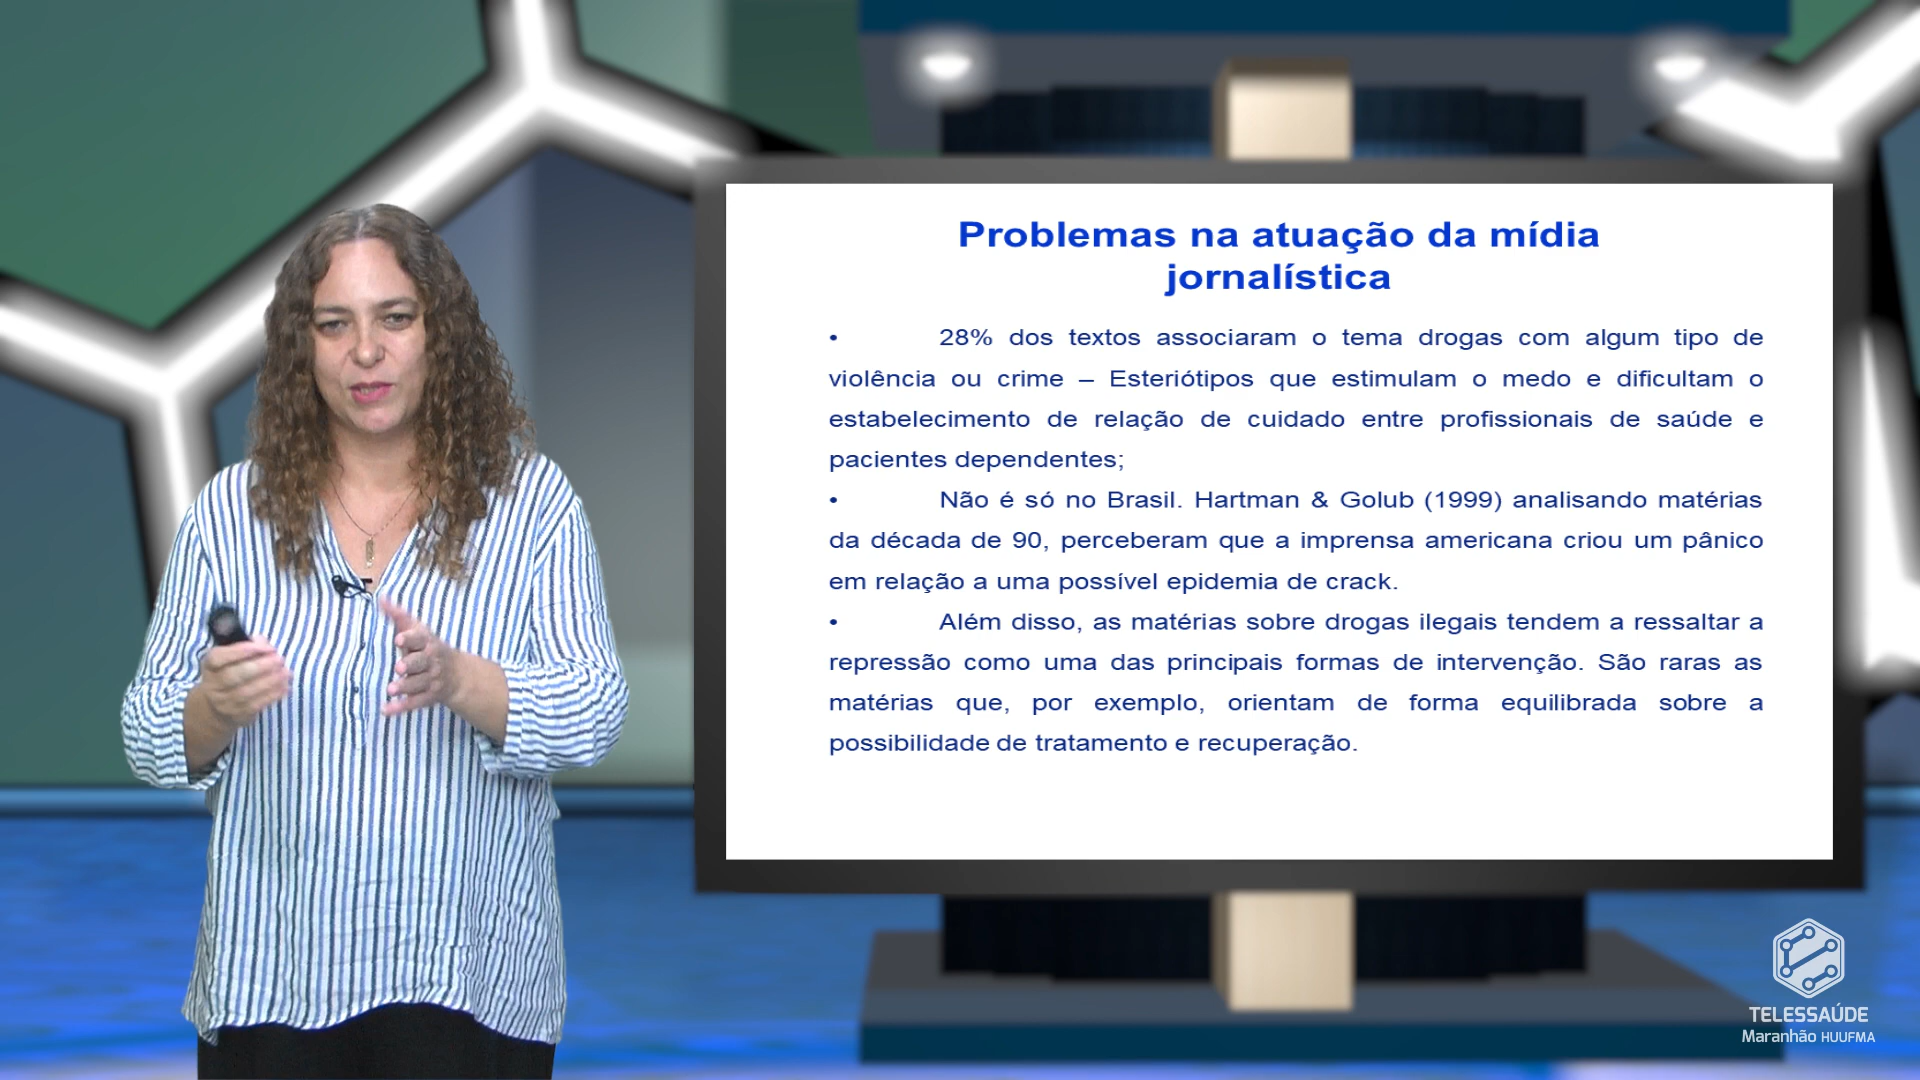 Problemas na atuação da mídia
jornalística
• 28% dos textos associaram o tema drogas com algum tipo de
violência ou crime – Esteriótipos que estimulam o medo e dificultam o
estabelecimento de relação de cuidado entre profissionais de saúde e
pacientes dependentes;
• Não é só no Brasil. Hartman & Golub (1999) analisando matérias
da década de 90, perceberam que a imprensa americana criou um pânico
em relação a uma possível epidemia de crack.
• Além disso, as matérias sobre drogas ilegais tendem a ressaltar a
repressão como uma das principais formas de intervenção. São raras as
matérias que, por exemplo, orientam de forma equilibrada sobre a
possibilidade de tratamento e recuperação.
TELESSAÚDE
Maranhão HUUFMA